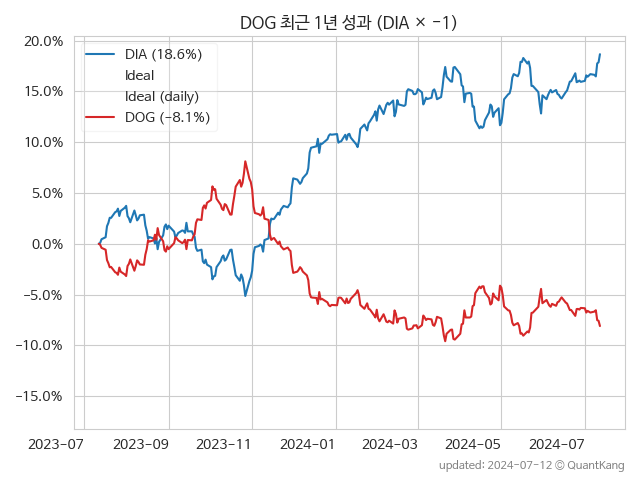 DOG 최근 1년 성과 (DIA × −1)
20.0%
15.0%
10.0%
5.0%
0.0%
−5.0%
−10.0%
−15.0%
DIA (18.6%)
Ideal
Ideal (daily)
DOG (−8.1%)
2023-07
2023-09
2023-11
2024-01
2024-03
2024-05
2024-07
updated: 2024-07-12 © QuantKang